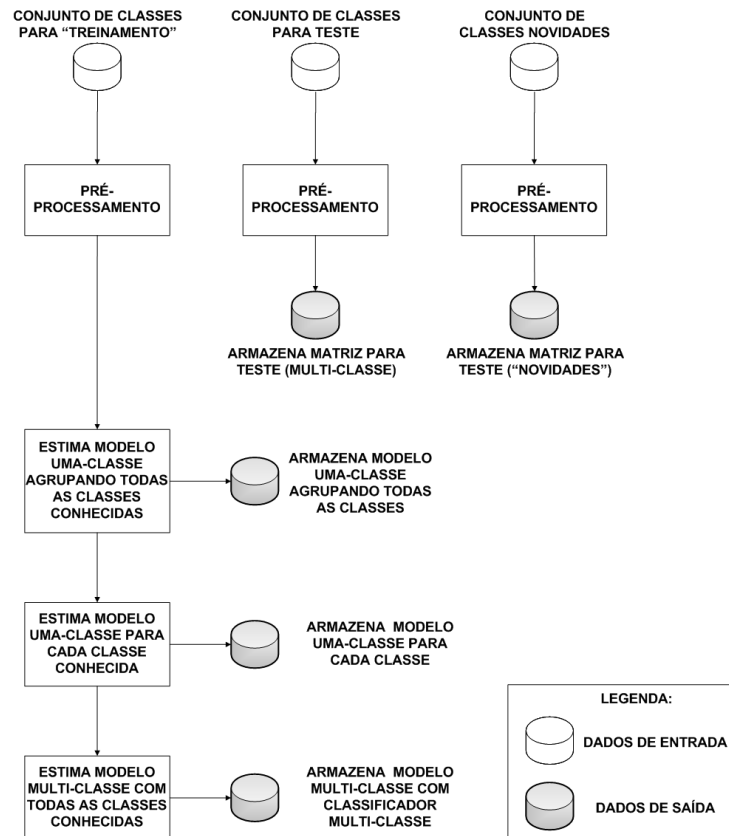 CONJUNTO DE CLASSES
PARA “TREINAMENTO”
CONJUNTO DE CLASSES
PARA TESTE
CONJUNTO DE
CLASSES NOVIDADES
PRÉ-
PROCESSAMENTO
PRÉ-
PROCESSAMENTO
PRÉ-
PROCESSAMENTO
ARMAZENA MATRIZ PARA
TESTE (MULTI-CLASSE)
ARMAZENA MATRIZ PARA
TESTE (“NOVIDADES”)
ESTIMA MODELO
UMA-CLASSE
AGRUPANDO TODAS
AS CLASSES
CONHECIDAS
ARMAZENA MODELO
UMA-CLASSE
AGRUPANDO TODAS
AS CLASSES
ESTIMA MODELO
UMA-CLASSE PARA
CADA CLASSE
CONHECIDA
ARMAZENA MODELO
UMA-CLASSE PARA
CADA CLASSE
ESTIMA MODELO
MULTI-CLASSE COM
TODAS AS CLASSES
CONHECIDAS
ARMAZENA MODELO
MULTI-CLASSE COM
CLASSIFICADOR
MULTI-CLASSE
LEGENDA:
DADOS DE ENTRADA
DADOS DE SAÍDA